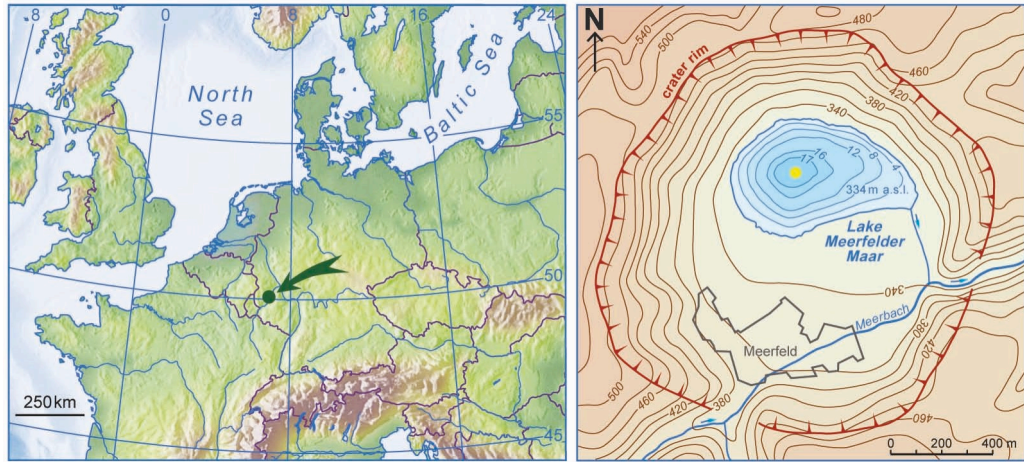 8
0
8
16
24
North
Sea
Baltic Sea
55
50
45
250km
N
crater rim
540
500
480
460
420
380
340
17
16
12
8
4
334 m a.s.l.
Lake
Meerfelder
Maar
340
Meerbach
Meerfeld
380
420
460
500
460
420
380
0 200 400 m